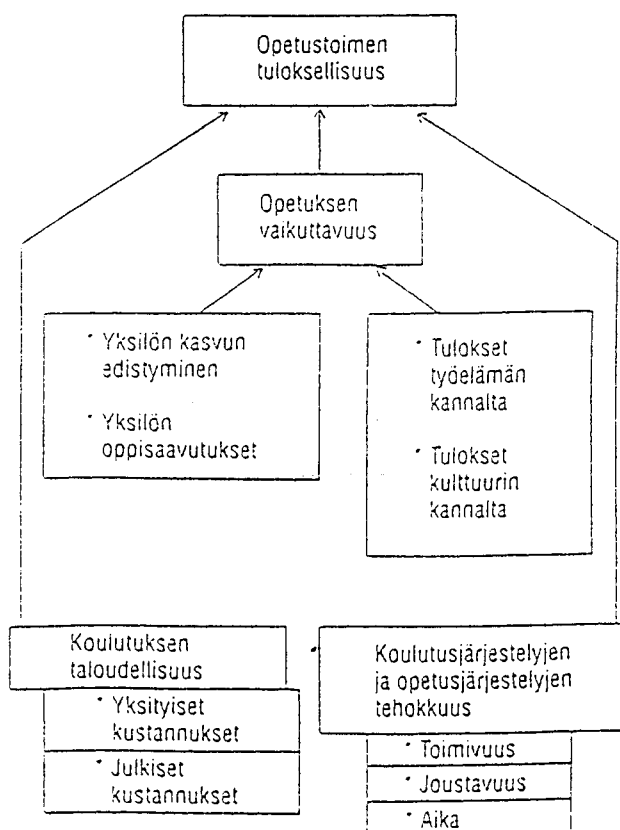 Opetustoimen
tuloksellisuus
Opetuksen
vaikuttavuus
• Yksilön kasvun
edistyminen
• Yksilön
oppisaavutukset
• Tulokset
työelämän
kannalta
• Tulokset
kulttuurin
kannalta
Koulutuksen
taloudellisuus
• Yksityiset
kustannukset
• Julkiset
kustannukset
Koulutusjärjestelyjen
ja opetusjärjestelyjen
tehokkuus
• Toimivuus
• Joustavuus
• Aika